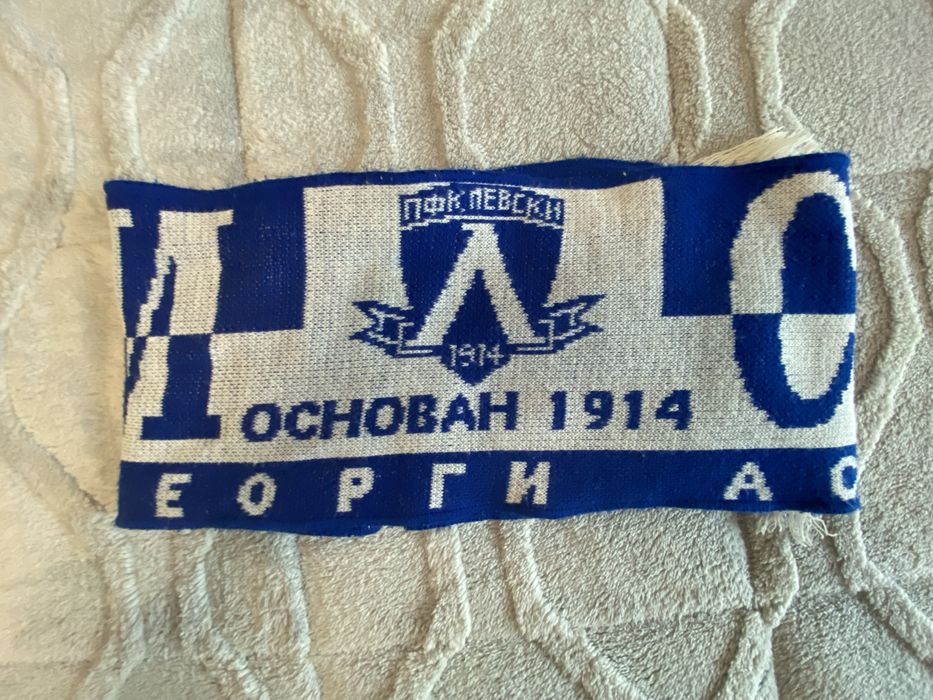 ПФК ЛЕВСКИ
1914
И
ОСНОВАН 1914
ЕОРГИ АС